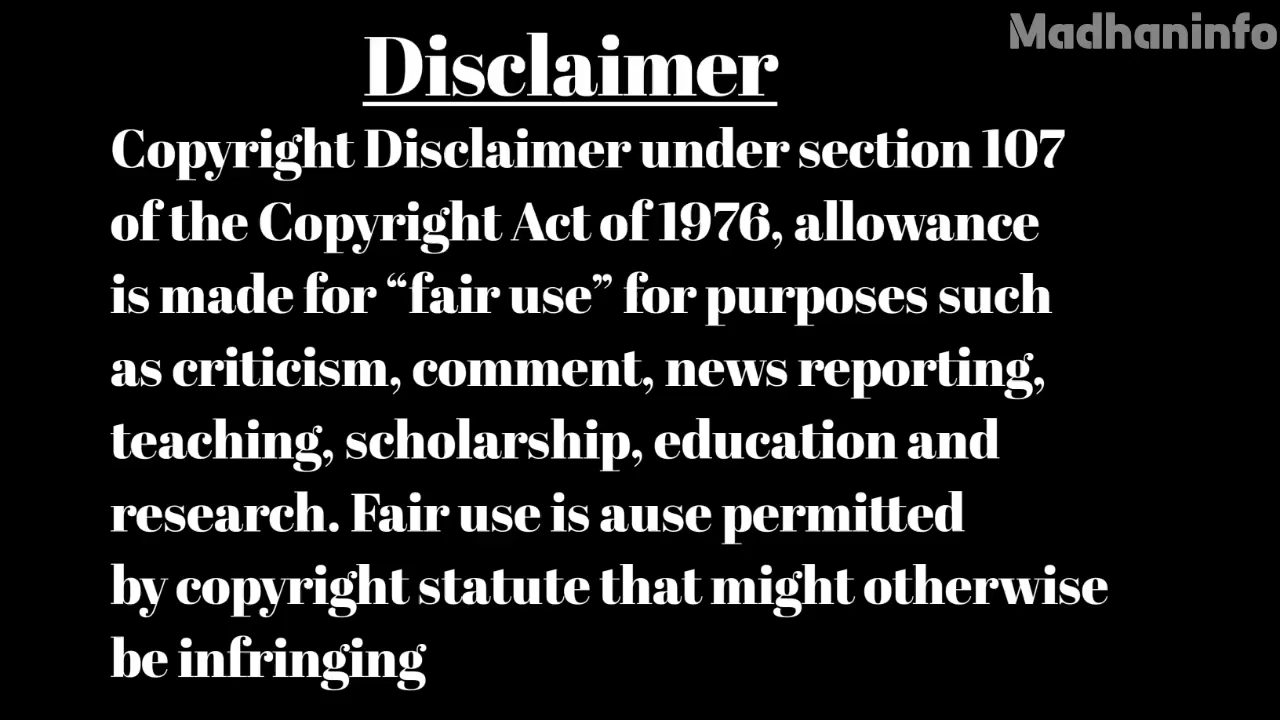 Madhaninfo
Disclaimer
Copyright Disclaimer under section 107
of the Copyright Act of 1976, allowance
is made for “fair use” for purposes such
as criticism, comment, news reporting,
teaching, scholarship, education and
research. Fair use is ause permitted
by copyright statute that might otherwise
be infringing